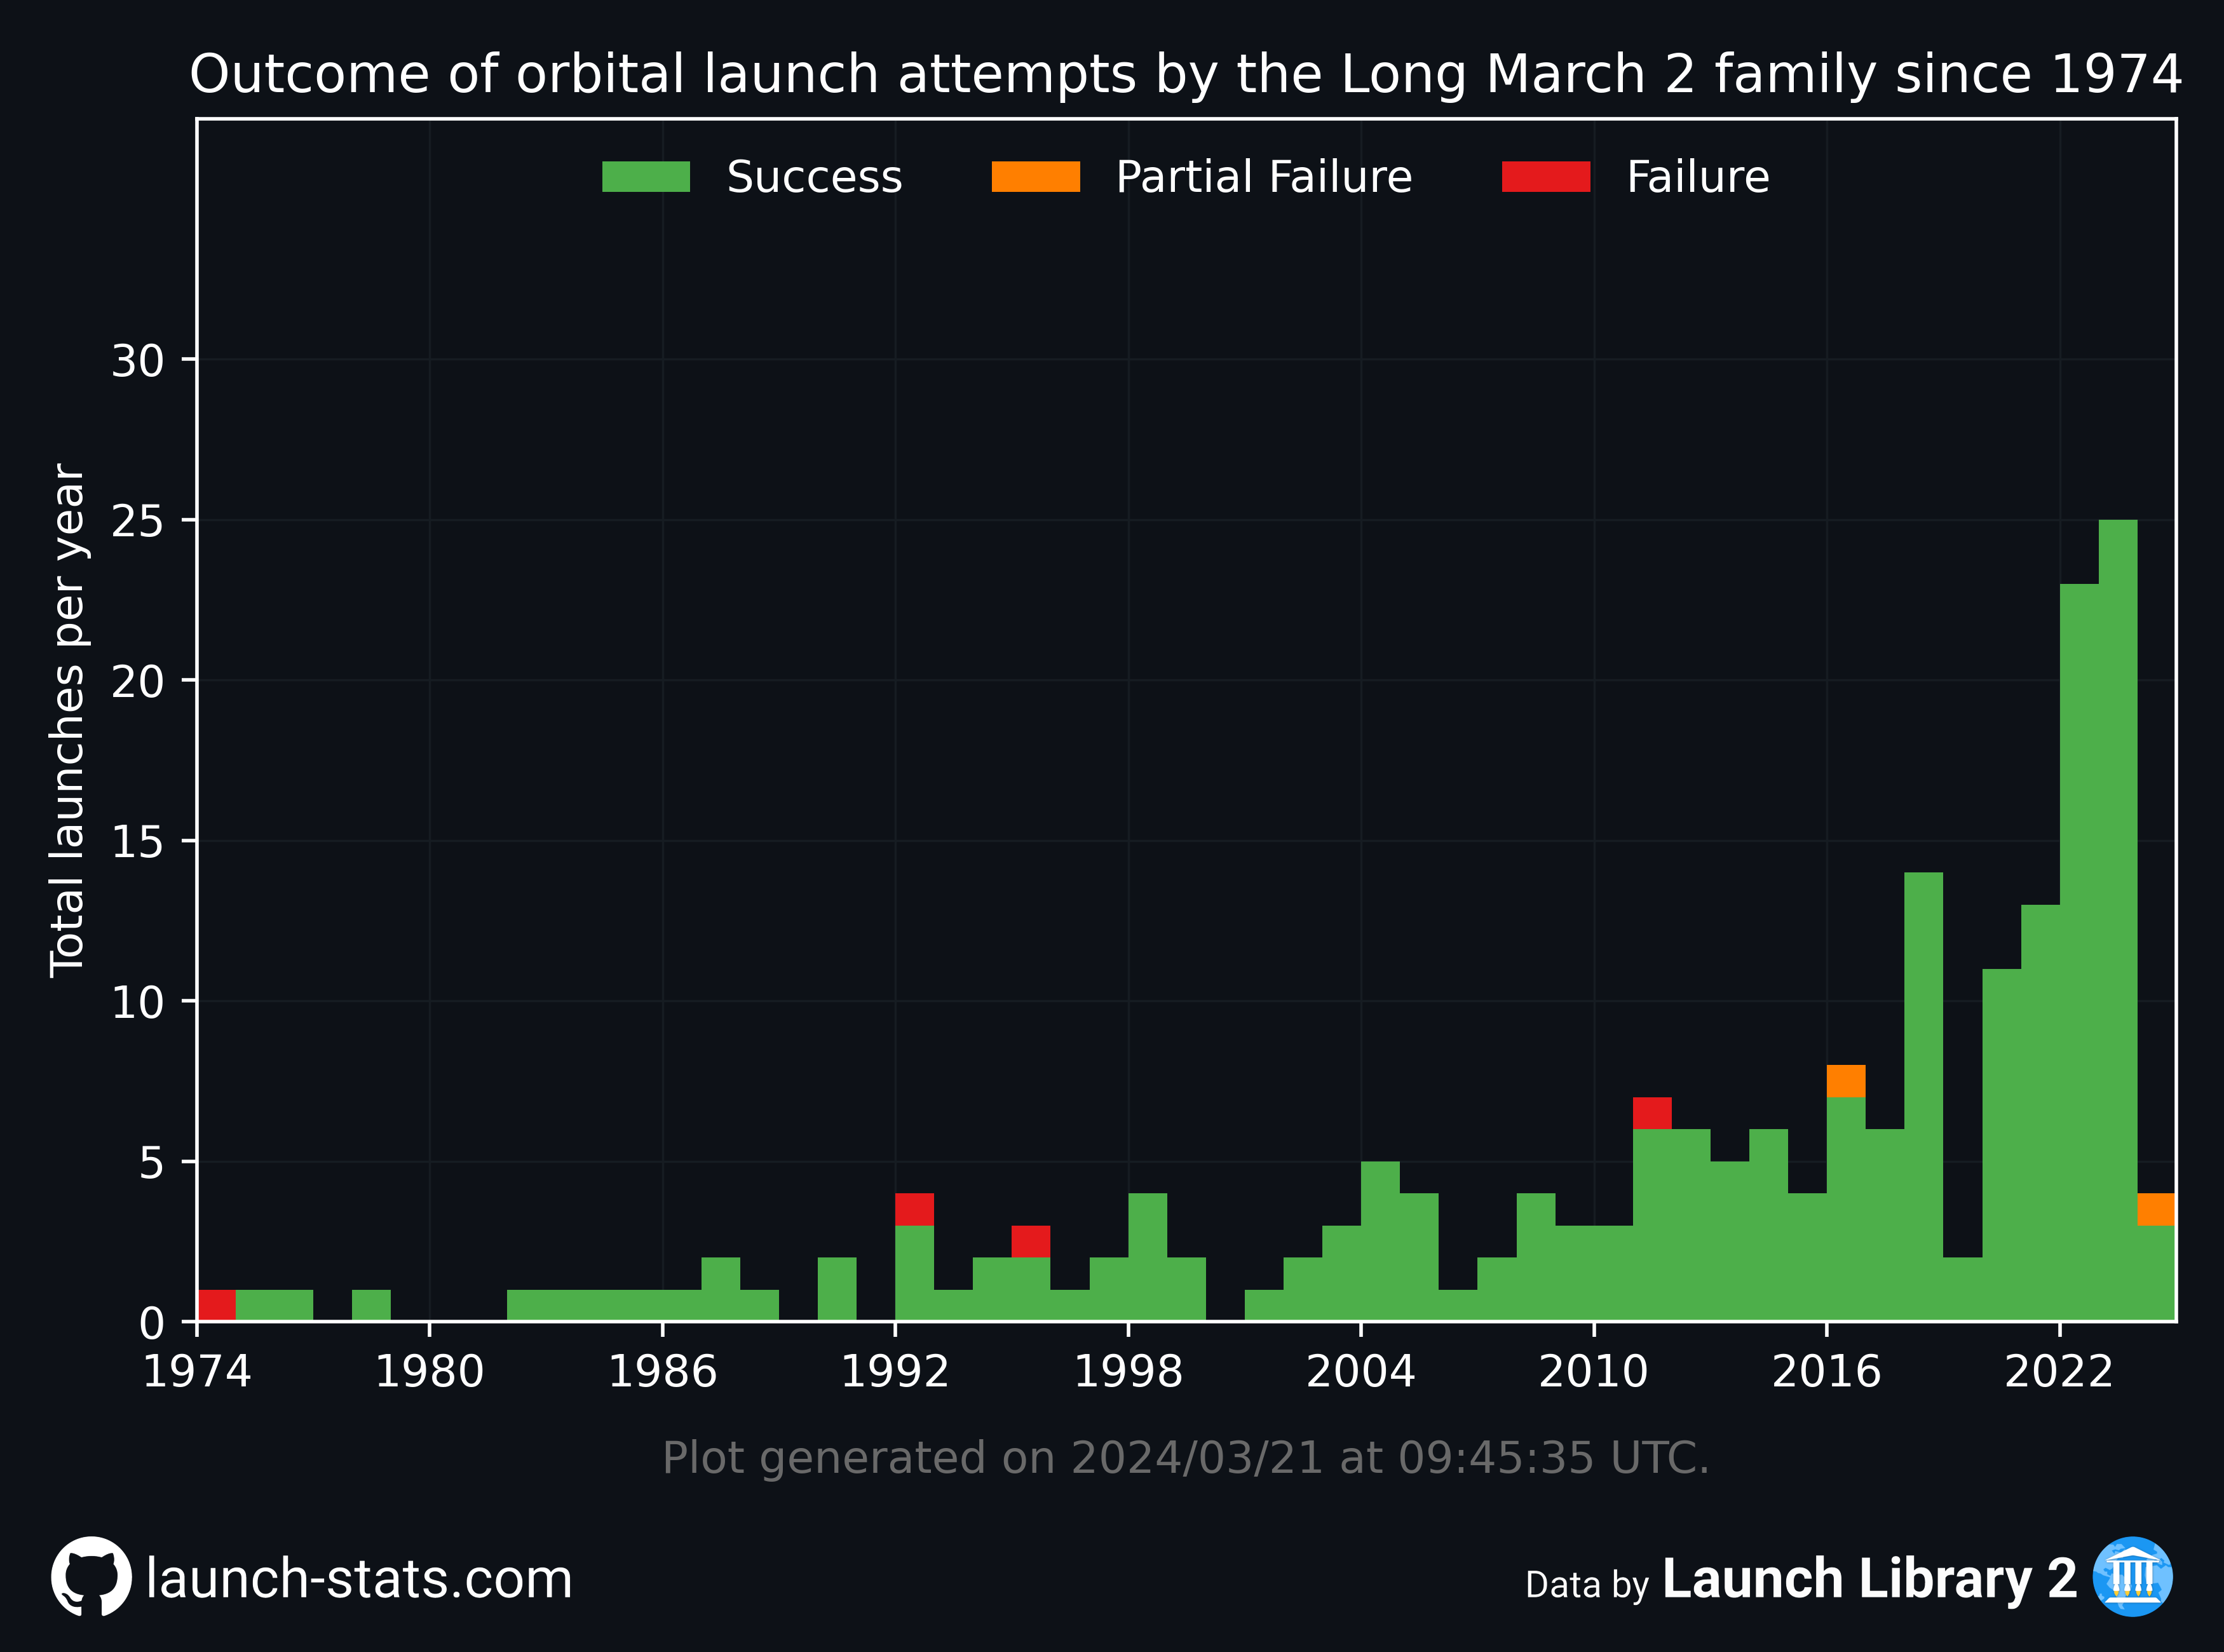 Outcome of orbital launch attempts by the Long March 2 family since 1974
Success Partial Failure Failure
Total launches per year
30
25
20
15
10
5
0
1974 1980 1986 1992 1998 2004 2010 2016 2022
Plot generated on 2024/03/21 at 09:45:35 UTC.
launch-stats.com
Data by Launch Library 2